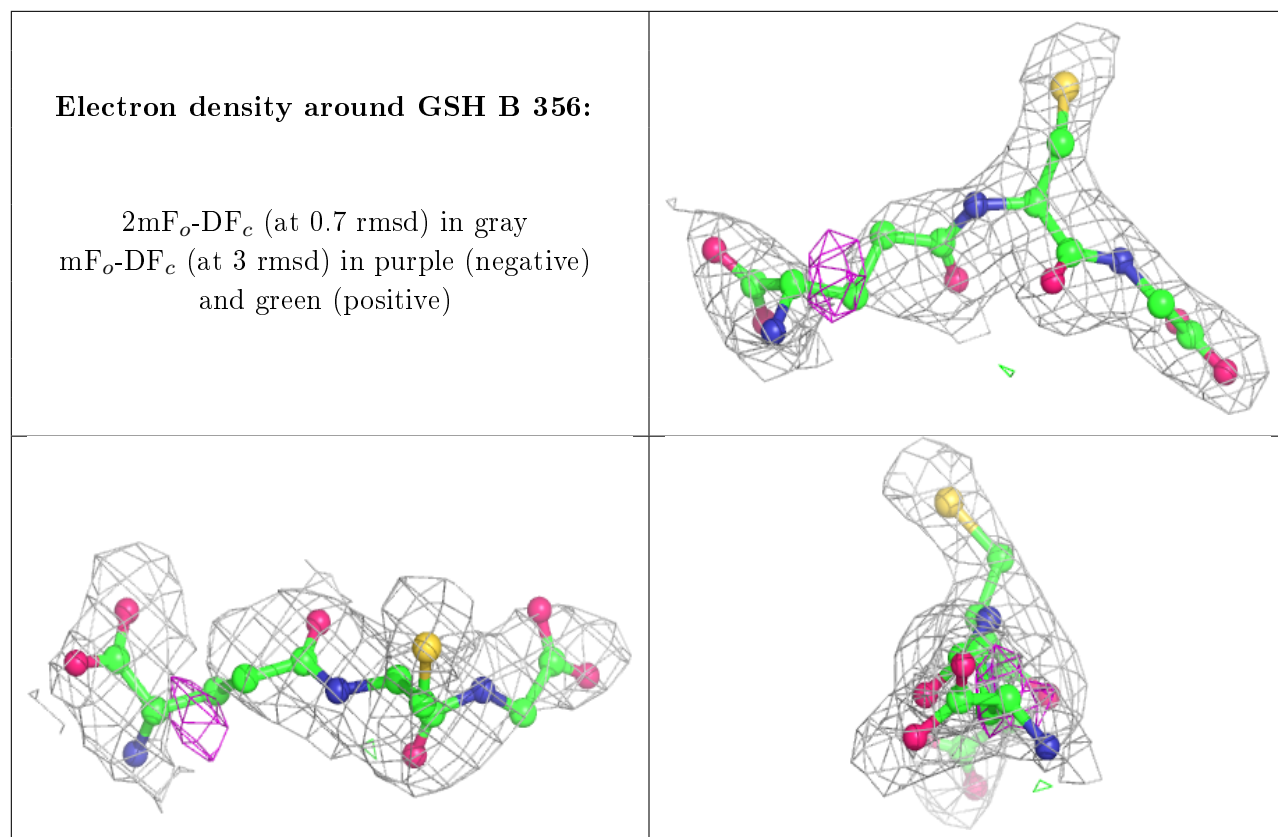 Electron density around GSH B 356:
2mFo-DFc (at 0.7 rmsd) in gray
mFo-DFc (at 3 rmsd) in purple (negative)
and green (positive)